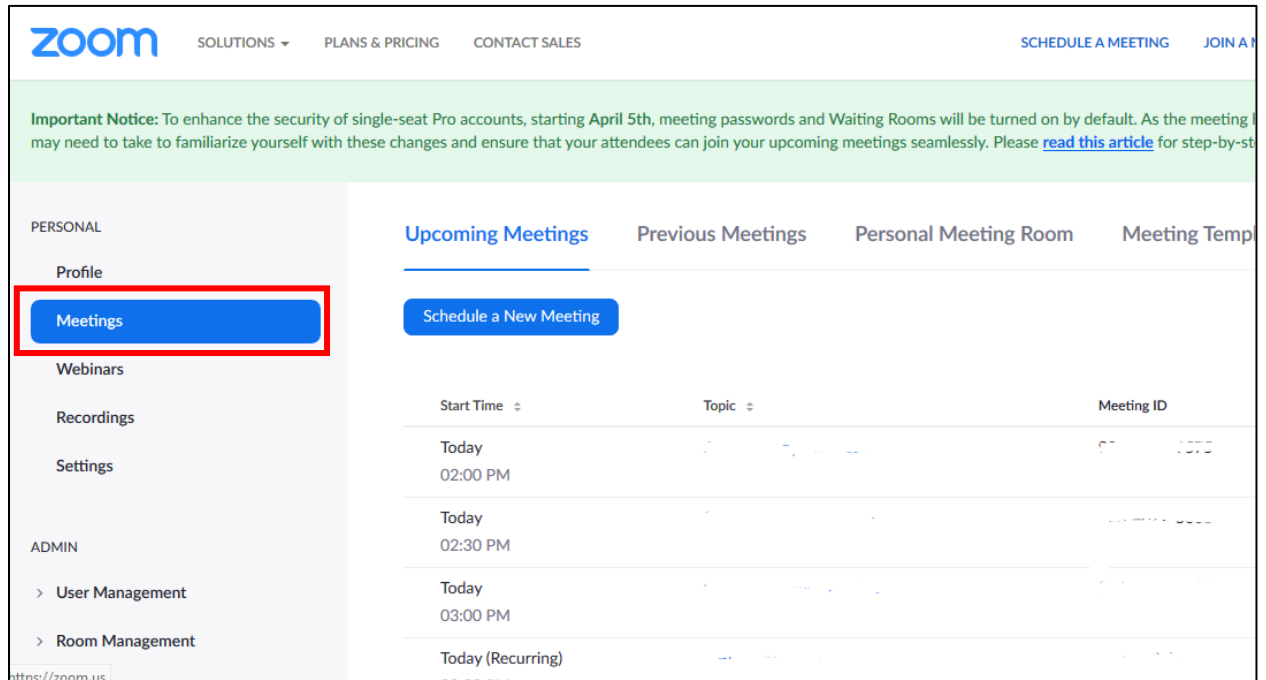 zoom SOLUTIONS PLANS & PRICING CONTACT SALES SCHEDULE A MEETING JOIN A
Important Notice: To enhance the security of single-seat Pro accounts, starting April 5th, meeting passwords and Waiting Rooms will be turned on by default. As the meeting
may need to take to familiarize yourself with these changes and ensure that your attendees can join your upcoming meetings seamlessly. Please read this article for step-by-st
PERSONAL
Profile
Meetings
Webinars
Recordings
Settings
ADMIN
User Management
Room Management
https://zoom.us
Upcoming Meetings Previous Meetings Personal Meeting Room Meeting Templ
Schedule a New Meeting
Start Time Topic Meeting ID
Today
02:00 PM
Today
02:30 PM
Today
03:00 PM
Today (Recurring)